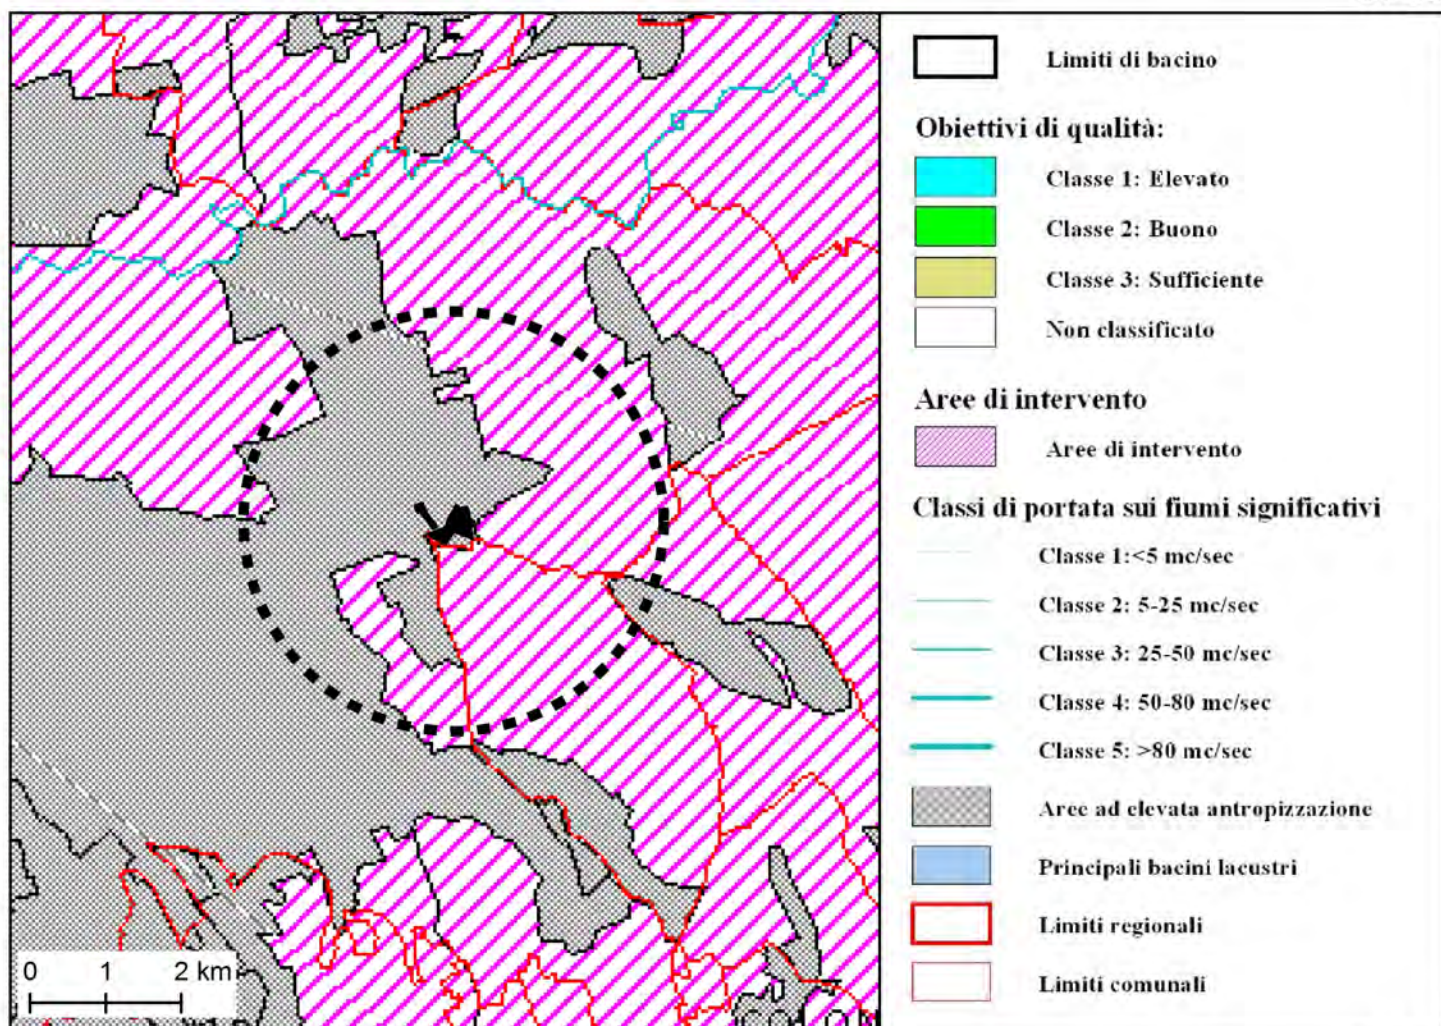 Limiti di bacino
Obiettivi di qualità:
Classe 1: Elevato
Classe 2: Buono
Classe 3: Sufficiente
Non classificato
Aree di intervento
Aree di intervento
Classi di portata sui fiumi significativi
Classe 1:<5 mc/sec
Classe 2: 5-25 mc/sec
Classe 3: 25-50 mc/sec
Classe 4: 50-80 mc/sec
Classe 5: >80 mc/sec
Aree ad elevata antropizzazione
Principali bacini lacustri
Limiti regionali
Limiti comunali
0 1 2 km